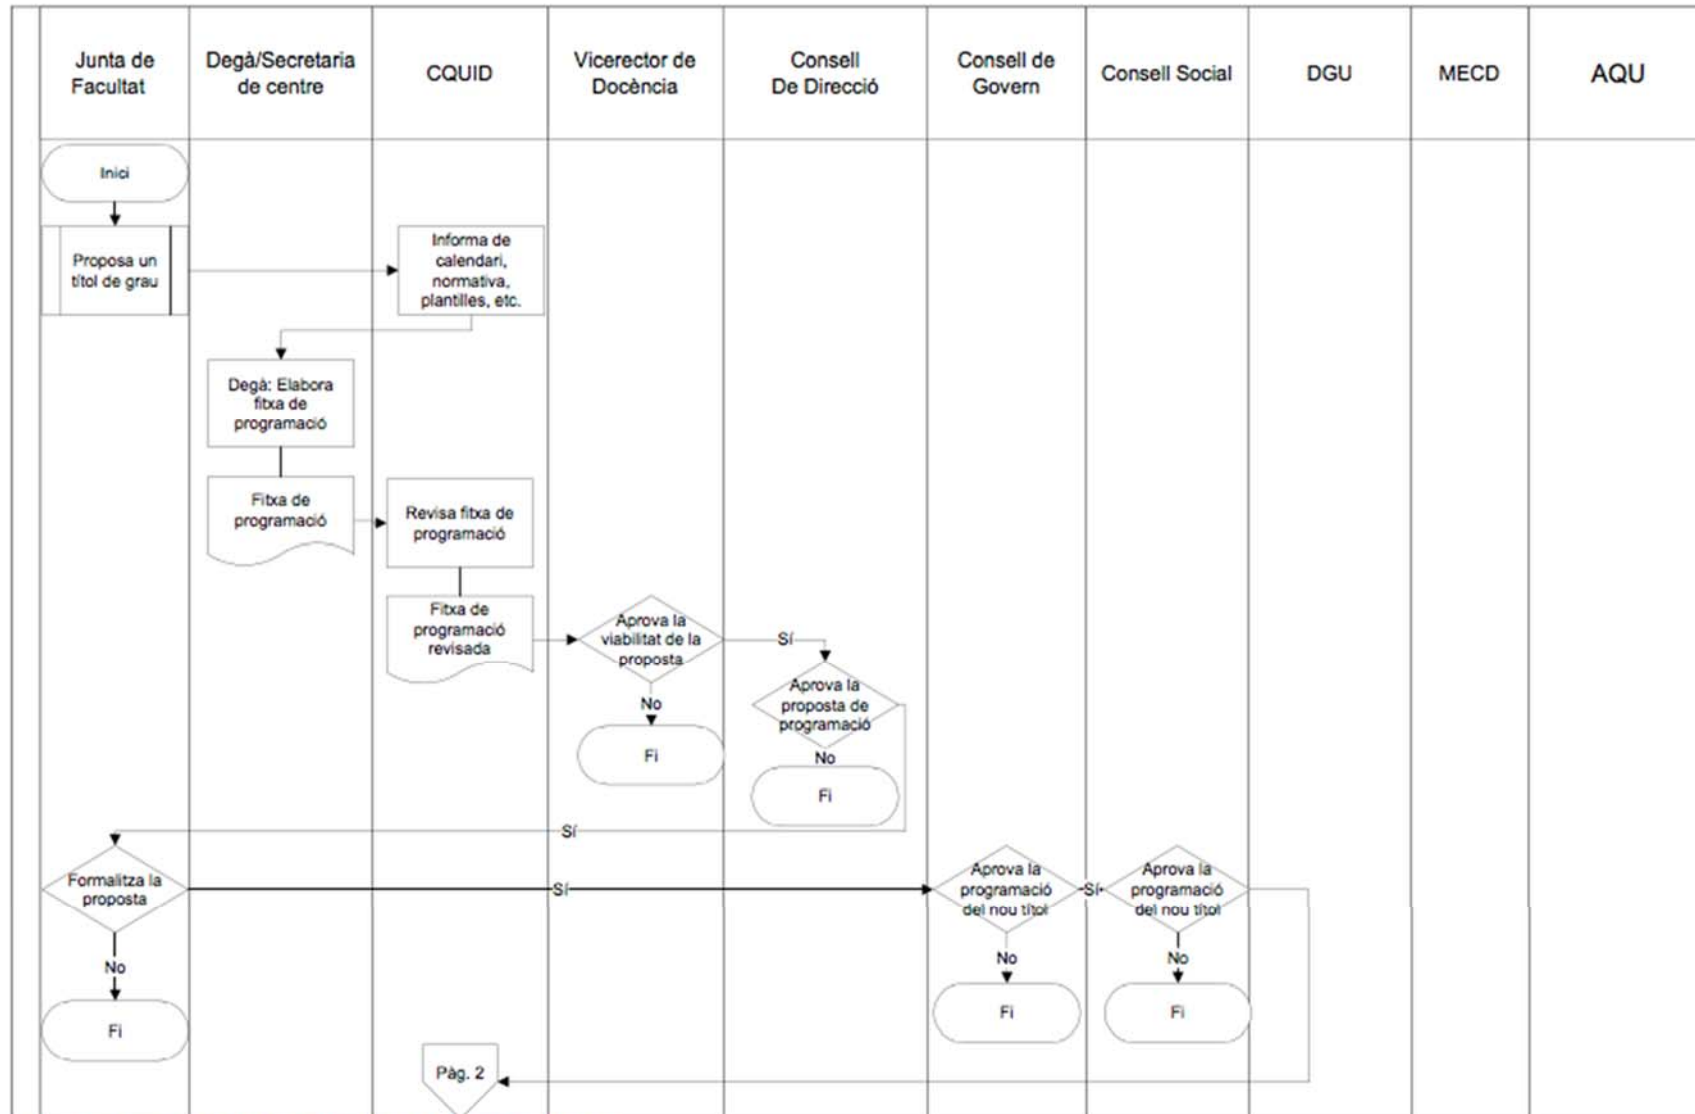 Junta de
Facultat
Degà/Secretaria
de centre
CQUID
Vicerector de
Docència
Consell
De Direcció
Consell de
Govern
Consell Social
DGU
MECD
AQU
Inici
Proposa un
títol de grau
Informa de
calendari,
normativa,
plantilles, etc.
Degà: Elabora
fitxa de
programació
Fitxa de
programació
Revisa fitxa de
programació
Fitxa de
programació
revisada
Aprova la
viabilitat de la
proposta
Sí
No
Fi
Aprova la
proposta de
programació
No
Fi
Sí
Formalitza la
proposta
Sí
No
Fi
Aprova la
programació
del nou títol
Sí
No
Fi
Aprova la
programació
del nou títol
No
Fi
Pàg. 2